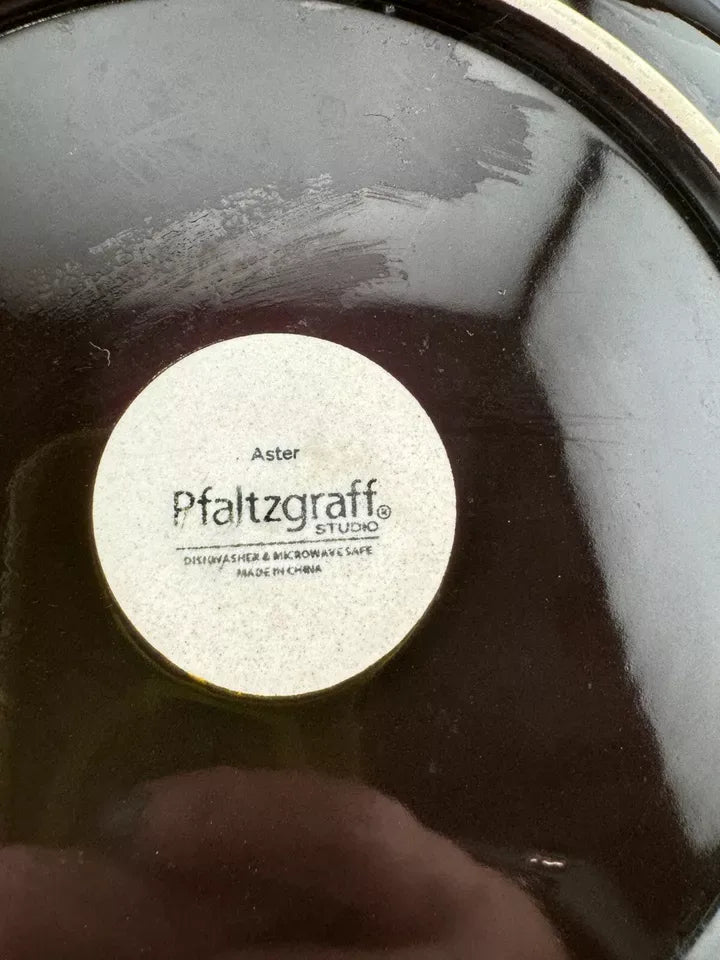 Aster
Pfaltzgraff®
STUDIO
DISHWASHER & MICROWAVE SAFE
MADE IN CHINA